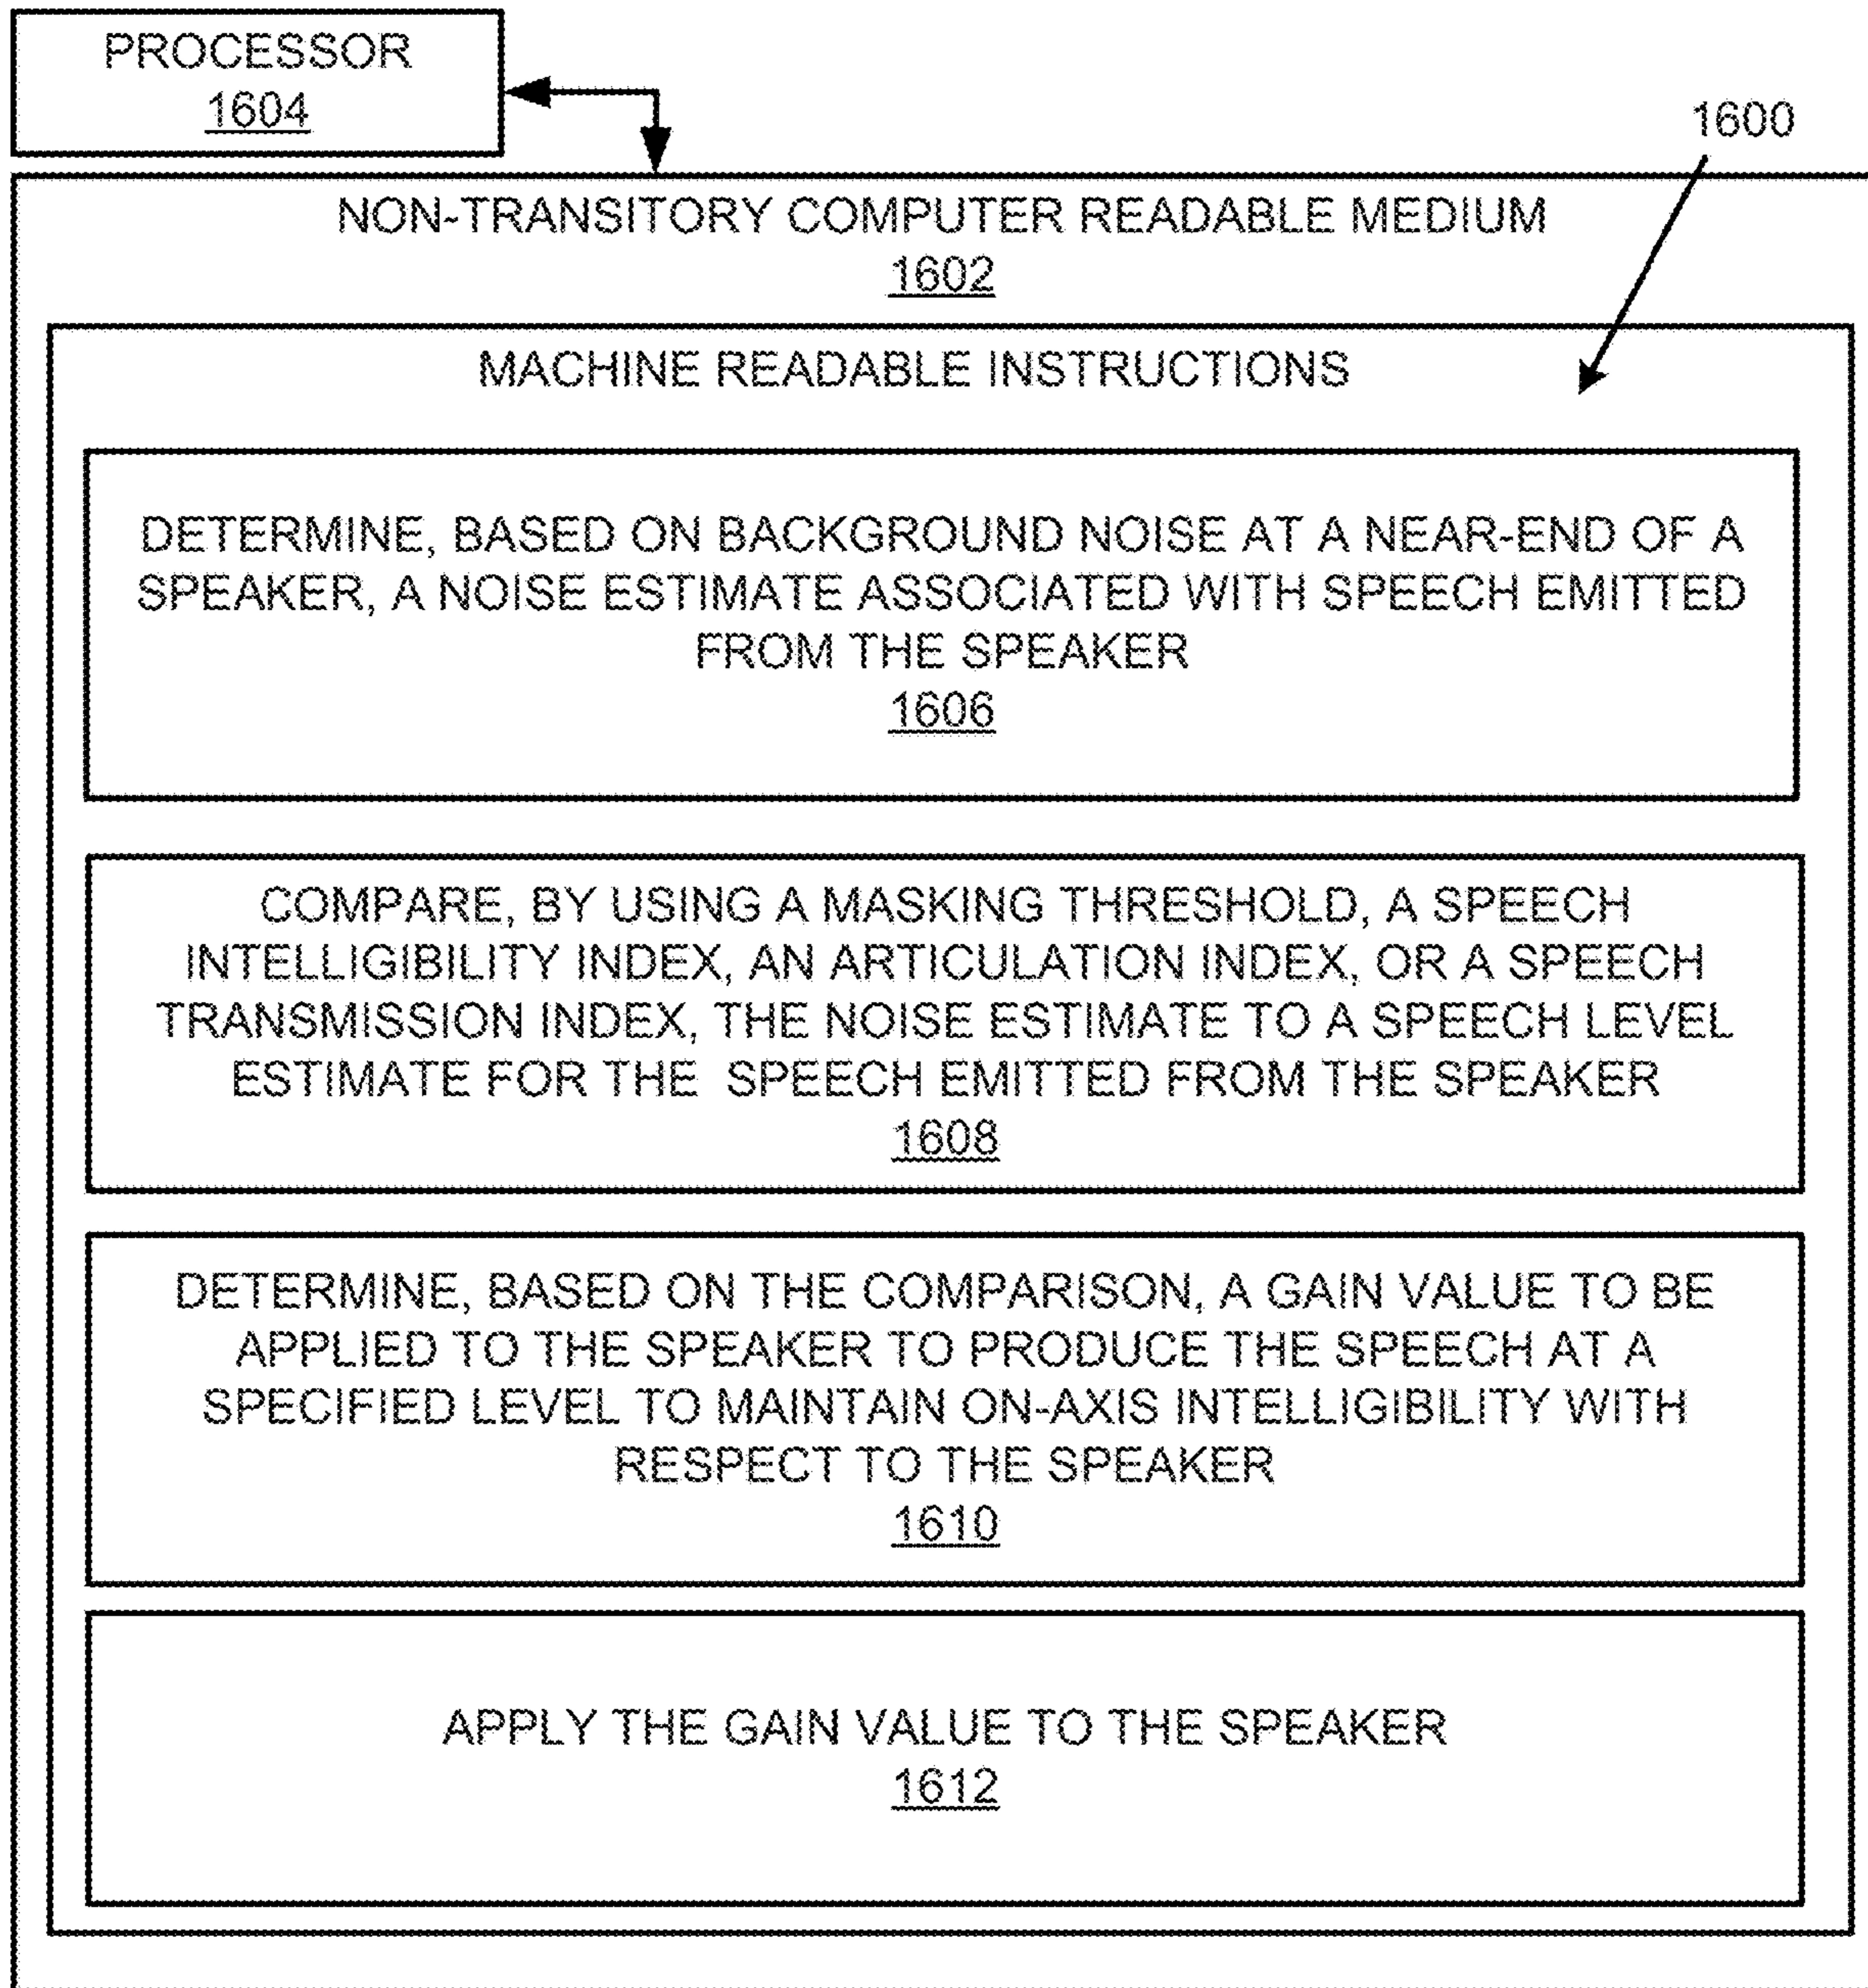 PROCESSOR
1604
1600
NON-TRANSITORY COMPUTER READABLE MEDIUM
1602
MACHINE READABLE INSTRUCTIONS
DETERMINE, BASED ON BACKGROUND NOISE AT A NEAR-END OF A
SPEAKER, A NOISE ESTIMATE ASSOCIATED WITH SPEECH EMITTED
FROM THE SPEAKER
1606
COMPARE, BY USING A MASKING THRESHOLD, A SPEECH
INTELLIGIBILITY INDEX, AN ARTICULATION INDEX, OR A SPEECH
TRANSMISSION INDEX, THE NOISE ESTIMATE TO A SPEECH LEVEL
ESTIMATE FOR THE SPEECH EMITTED FROM THE SPEAKER
1608
DETERMINE, BASED ON THE COMPARISON, A GAIN VALUE TO BE
APPLIED TO THE SPEAKER TO PRODUCE THE SPEECH AT A
SPECIFIED LEVEL TO MAINTAIN ON-AXIS INTELLIGIBILITY WITH
RESPECT TO THE SPEAKER
1610
APPLY THE GAIN VALUE TO THE SPEAKER
1612